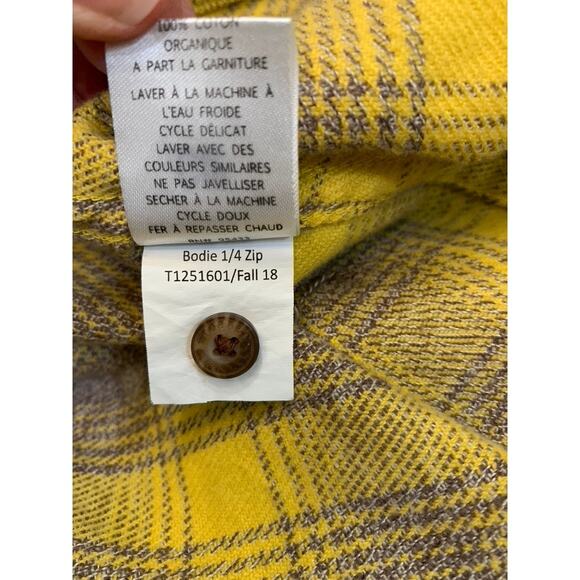 100% COTON
ORGANIQUE
A PART LA GARNITURE
LAVER À LA MACHINE À
L'EAU FROIDE
CYCLE DÉLICAT
LAVER AVEC DES
COULEURS SIMILAIRES
NE PAS JAVELLISER
SECHER À LA MACHINE
CYCLE DOUX
FER À REPASSER CHAUD
Bodie 1/4 Zip
T1251601/Fall 18